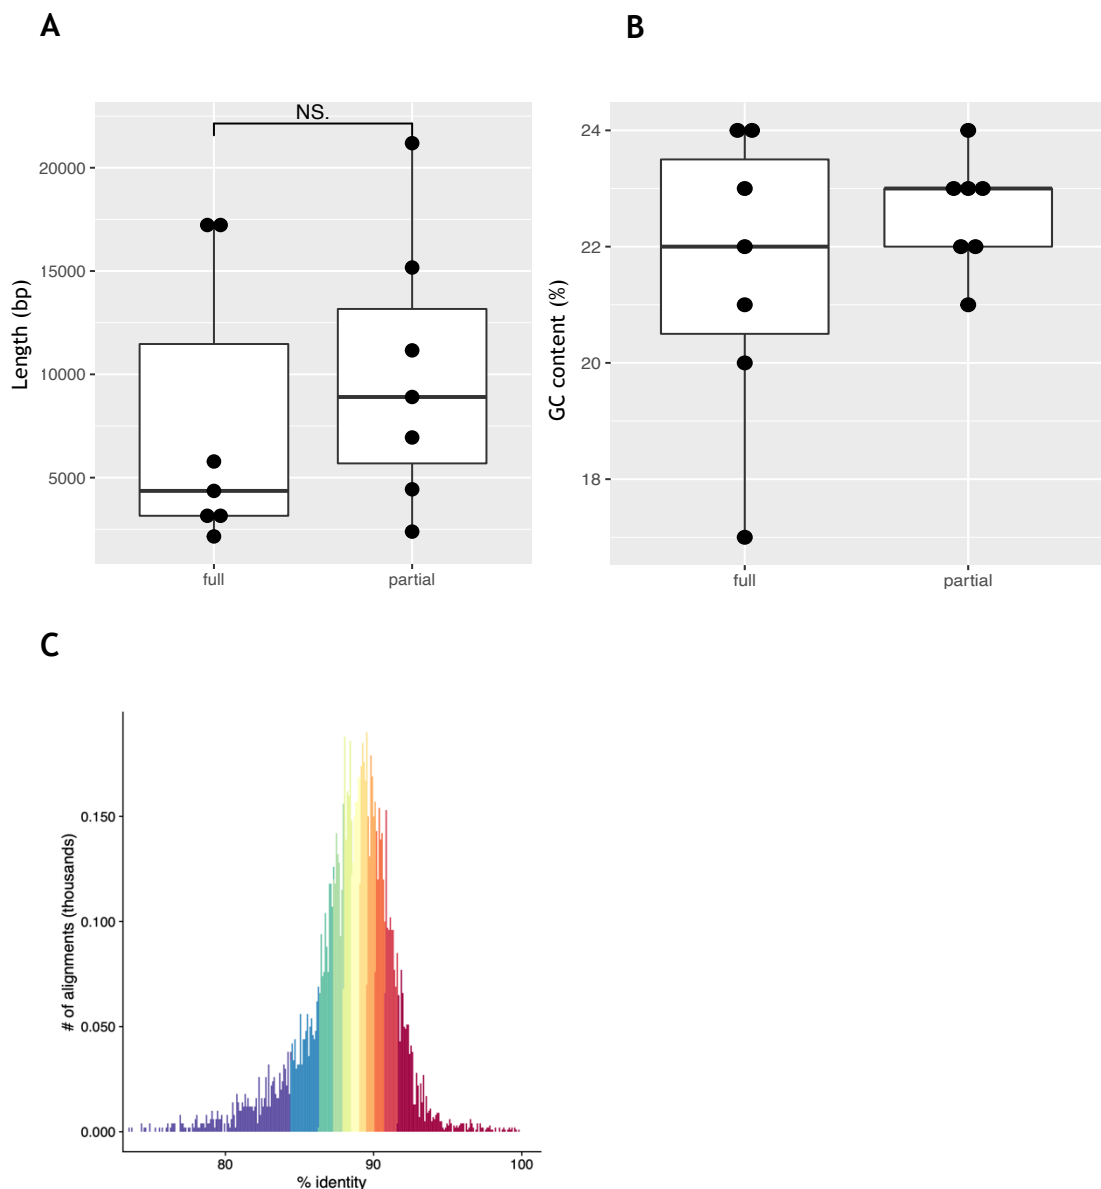 A
B
NS.
20000
15000
10000
5000
Length (bp)
full
partial
24
22
20
18
GC content (%)
full
partial
C
0.150
0.100
0.050
0.000
# of alignments (thousands)
80
90
100
% identity